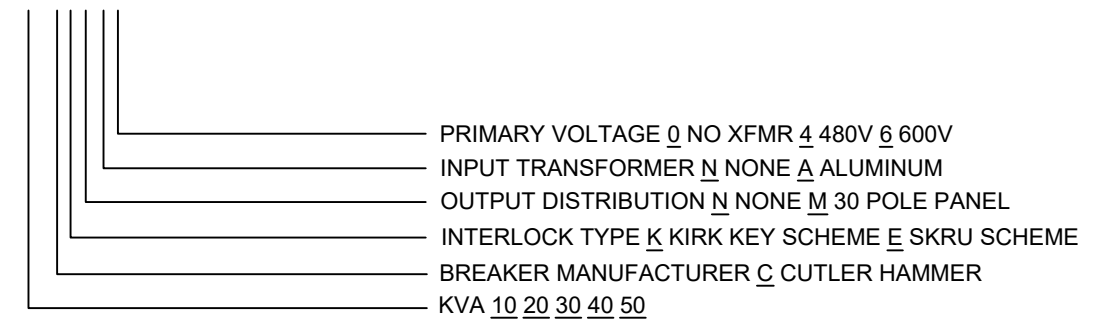 PRIMARY VOLTAGE 0 NO XFMR 4 480V 6 600V
INPUT TRANSFORMER N NONE A ALUMINUM
OUTPUT DISTRIBUTION N NONE M 30 POLE PANEL
INTERLOCK TYPE K KIRK KEY SCHEME E SKRU SCHEME
BREAKER MANUFACTURER C CUTLER HAMMER
KVA 10 20 30 40 50